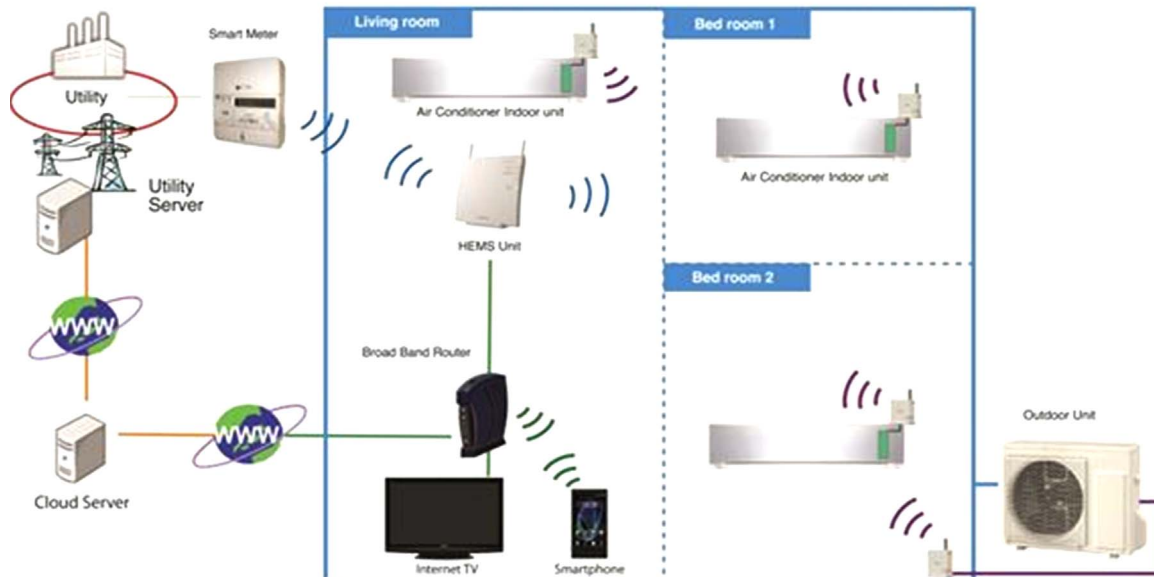 Living room
Bed room 1
Smart Meter
Utility
Air Conditioner Indoor unit
Air Conditioner Indoor unit
Utility
Server
HEMS Unit
Bed room 2
WWW
Broad Band Router
Outdoor Unit
WWW
Cloud Server
Internet TV
Smartphone